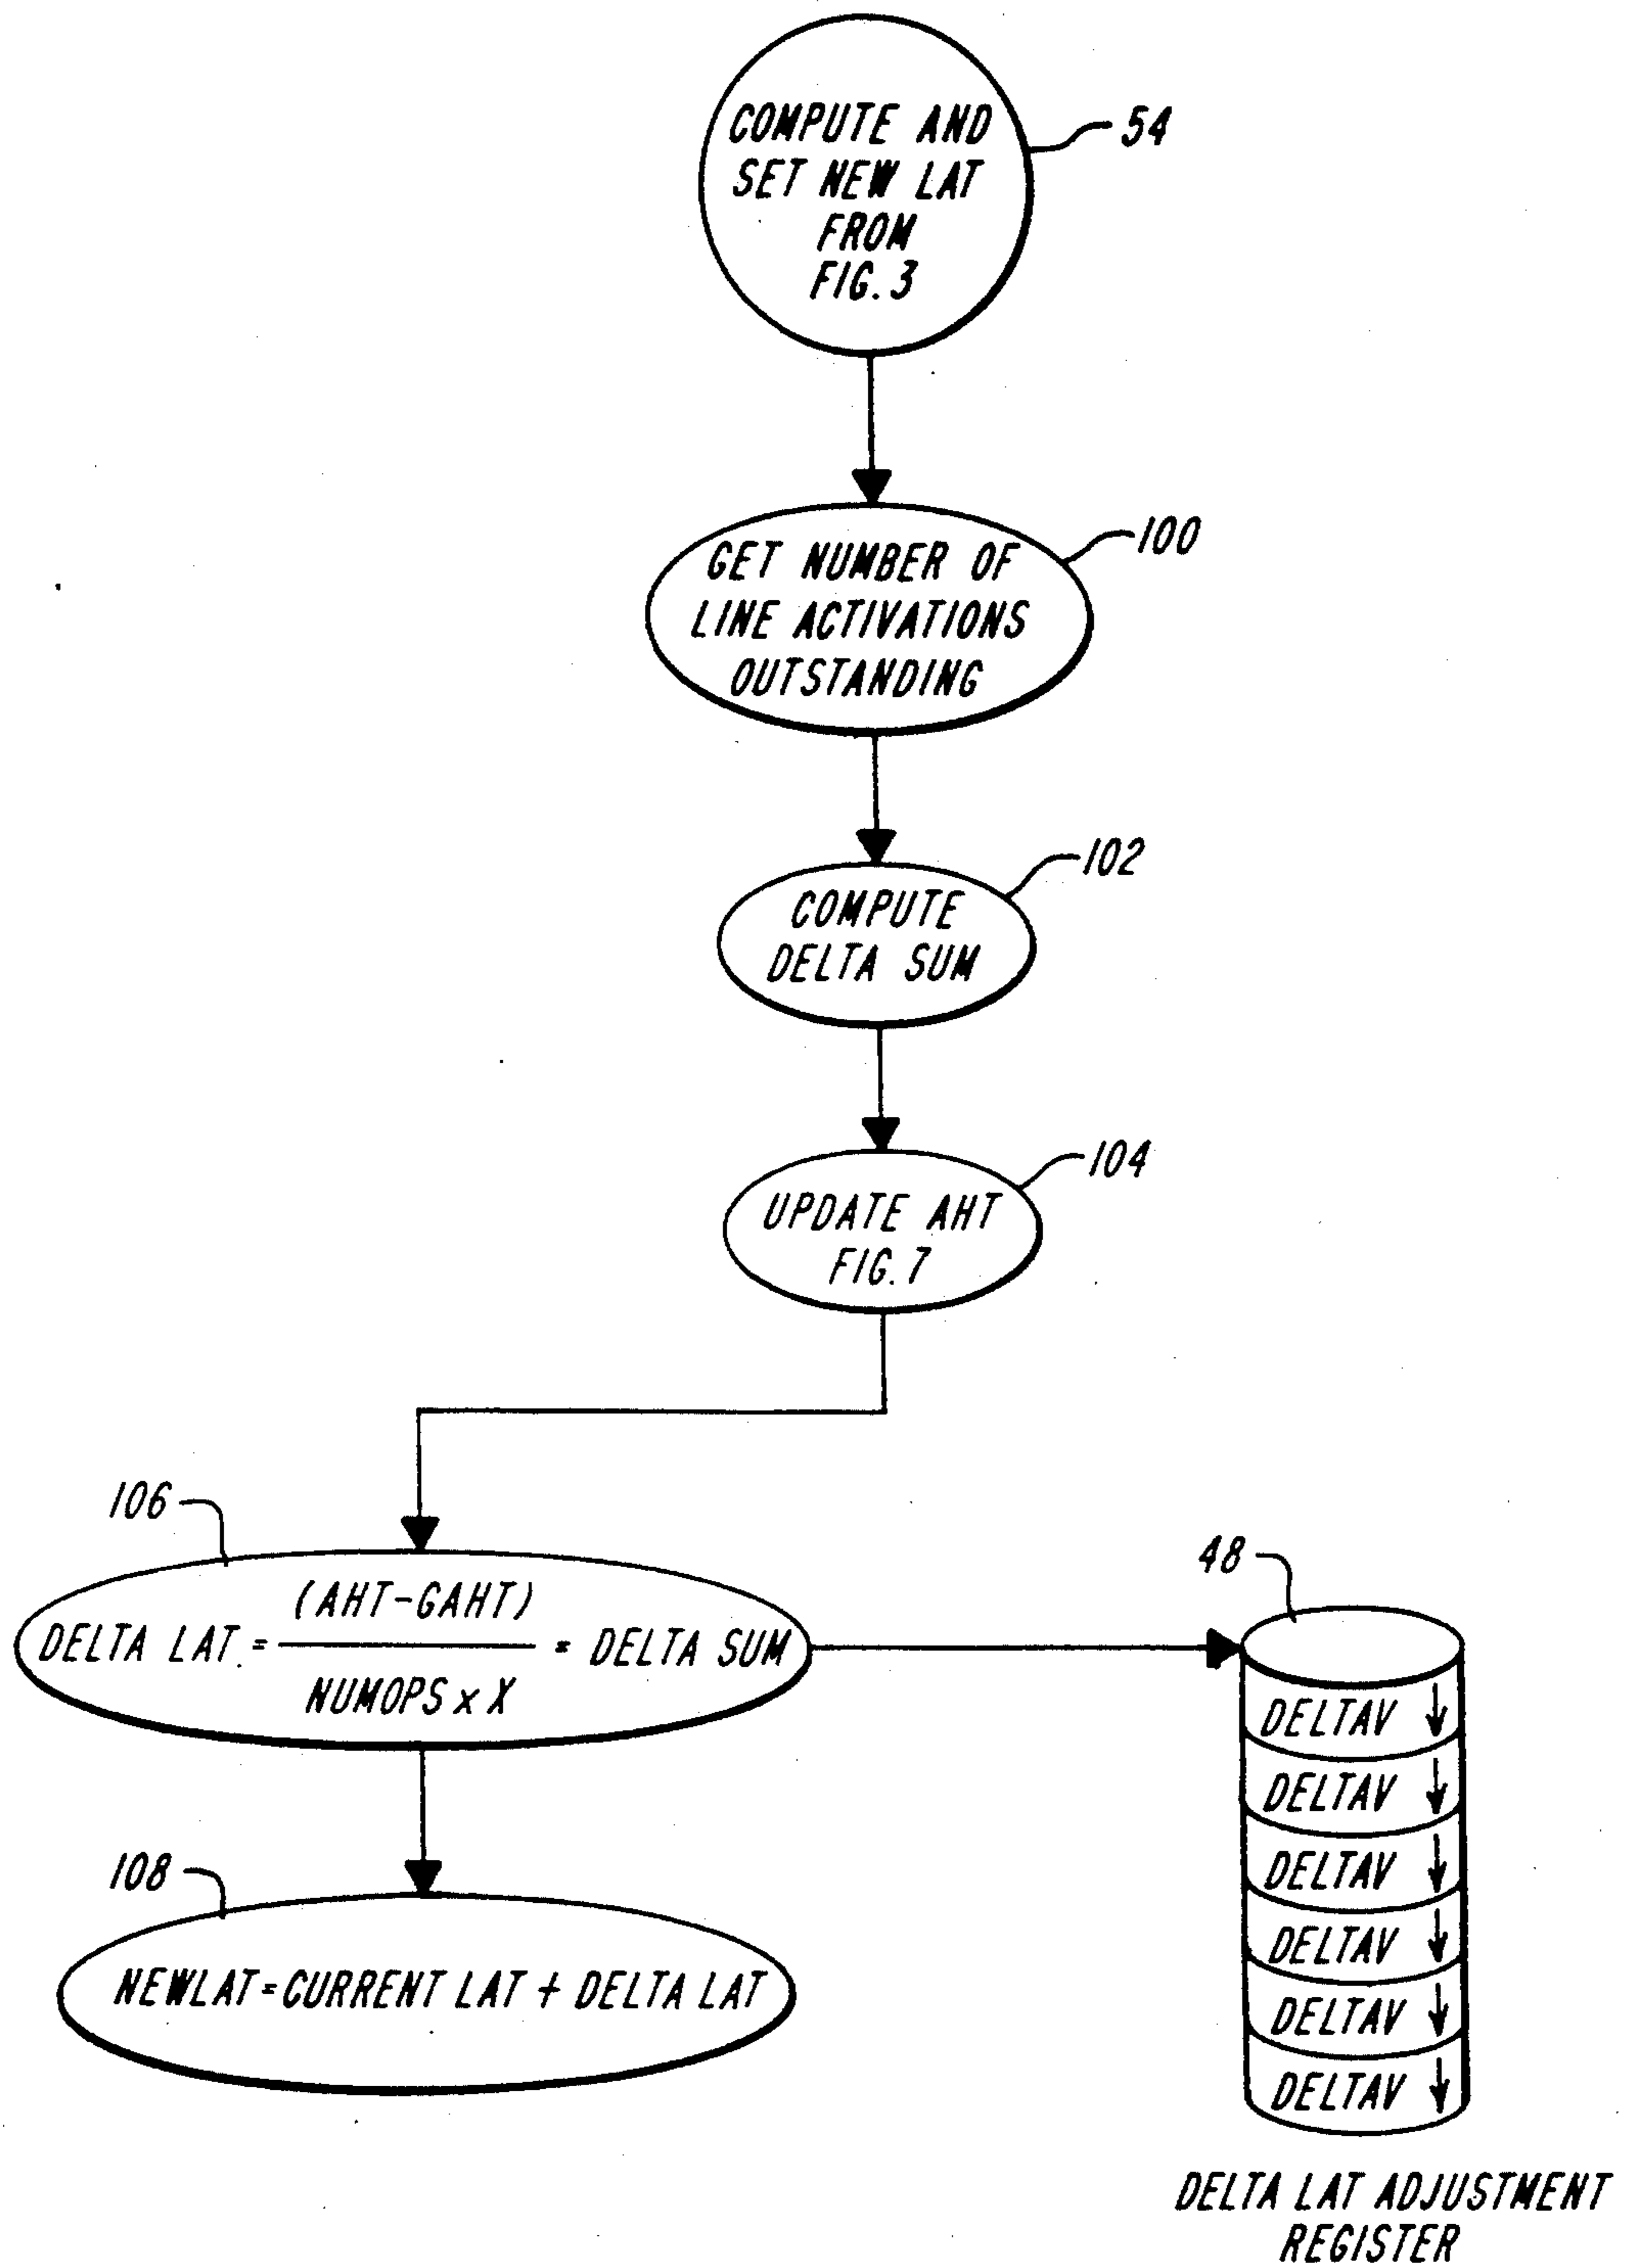 COMPUTE AND
SET NEW LAT
FROM
FIG. 3
54
GET NUMBER OF
LINE ACTIVATIONS
OUTSTANDING
100
COMPUTE
DELTA SUM
102
UPDATE AHT
FIG. 7
104
106
(AHT-GAHT)
DELTA LAT. = = DELTA SUM
NUMOPS x X
108
NEWLAT = CURRENT LAT + DELTA LAT
48
DELTAV ↓
DELTAV ↓
DELTAV ↓
DELTAV ↓
DELTAV ↓
DELTAV ↓
DELTA LAT ADJUSTMENT
REGISTER